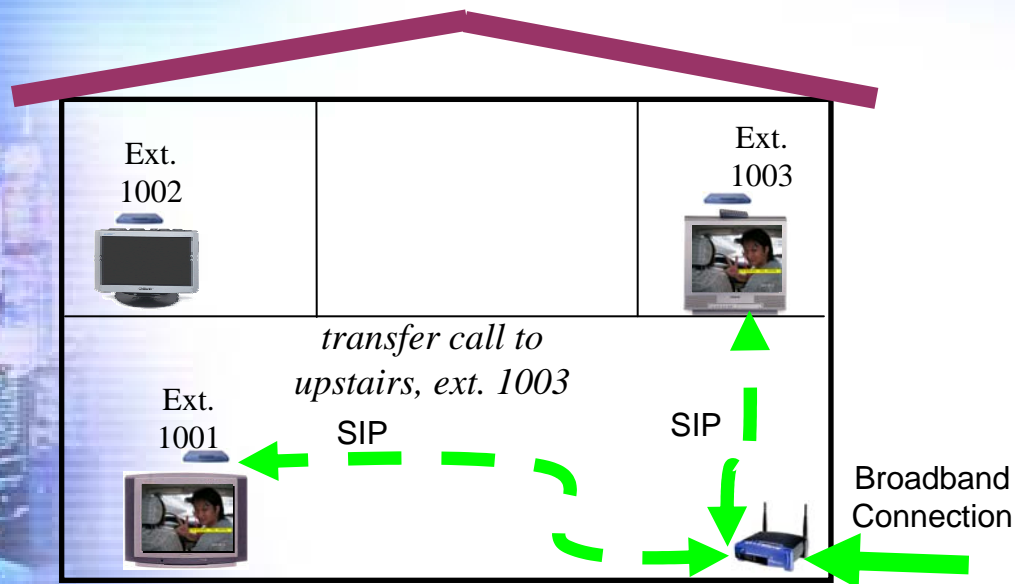 Ext.
1002
Ext.
1003
transfer call to
upstairs, ext. 1003
Ext.
1001
SIP
SIP
Broadband
Connection